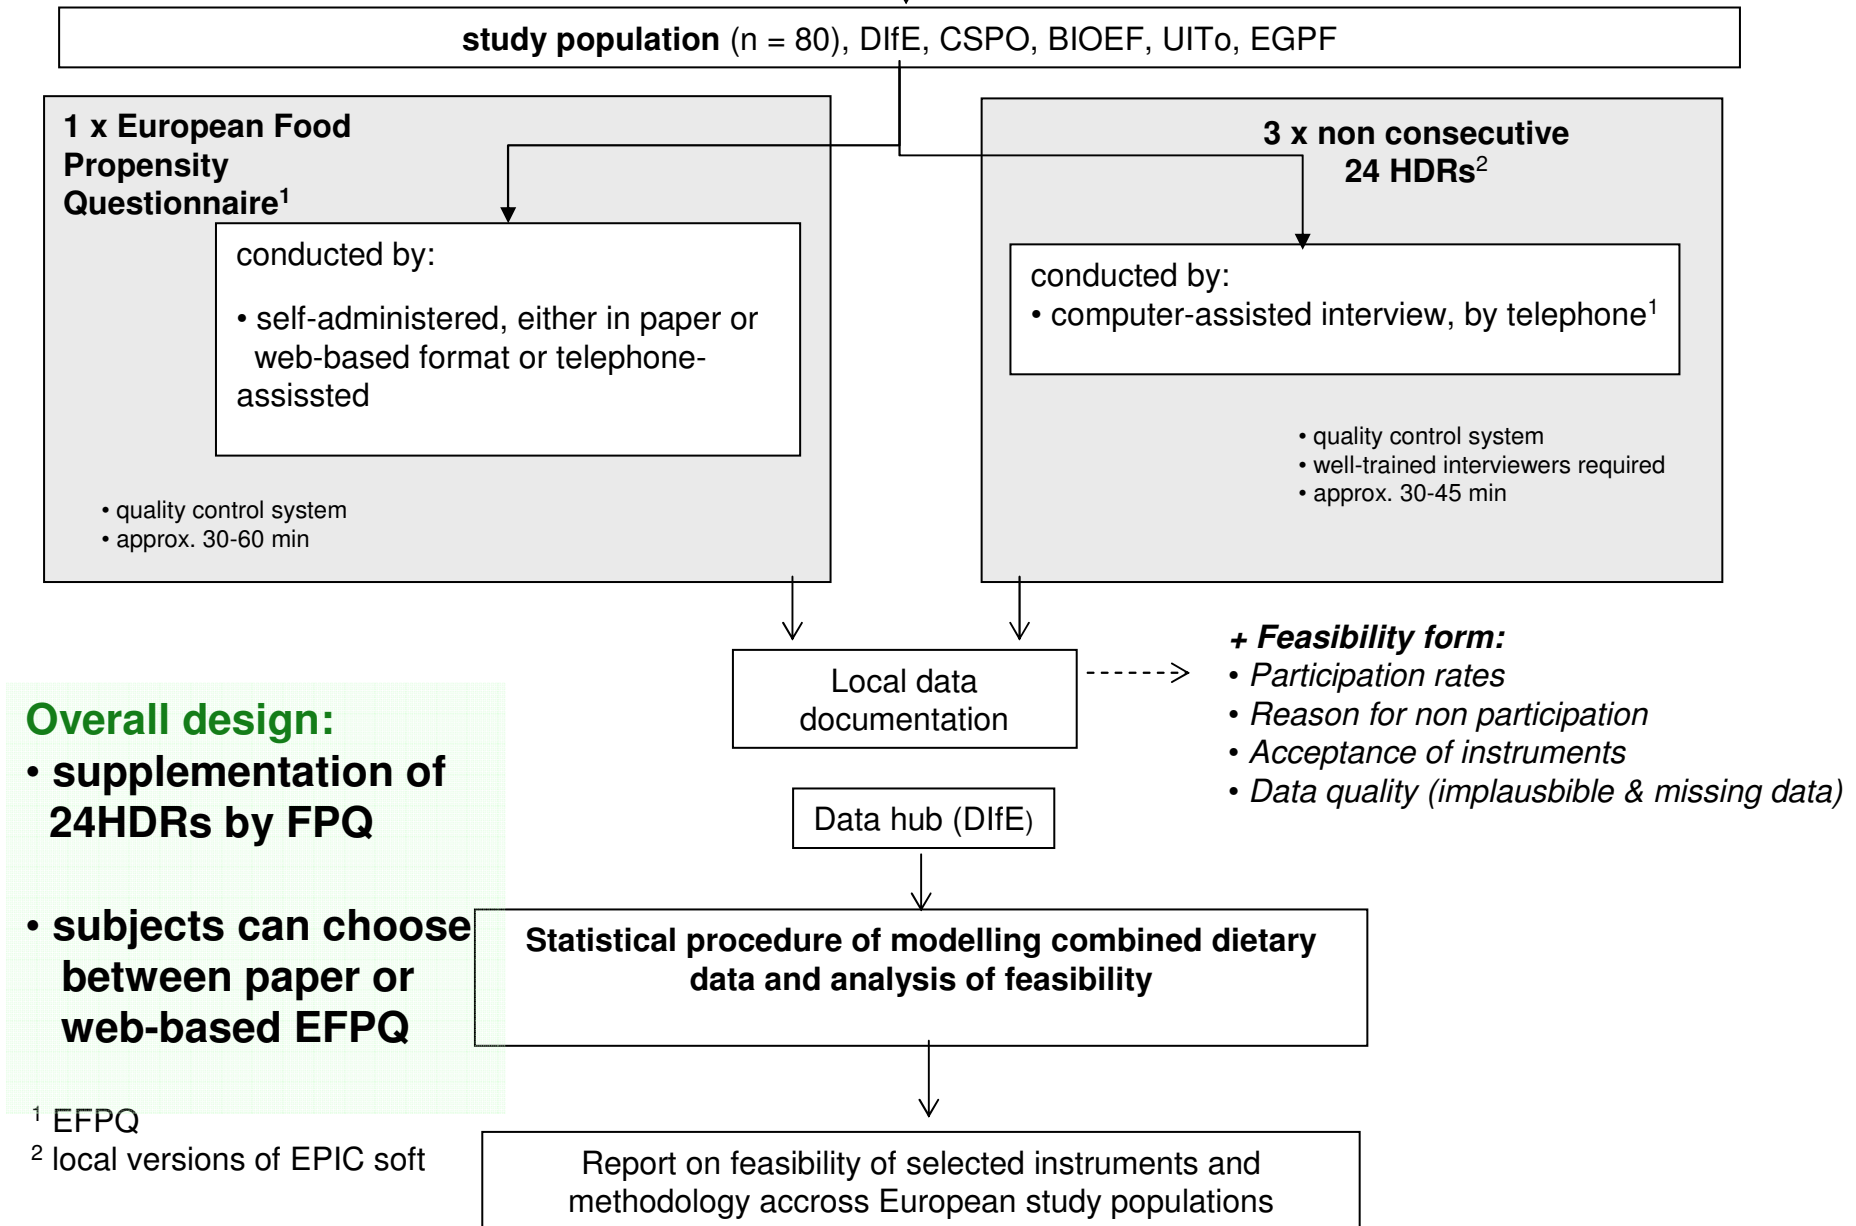 study population (n = 80), DIfE, CSPO, BIOEF, UITo, EGPF
1 x European Food
Propensity
Questionnaire¹
conducted by:
• self-administered, either in paper or
web-based format or telephone-
assissted
• quality control system
• approx. 30-60 min
3 x non consecutive
24 HDRs²
conducted by:
• computer-assisted interview, by telephone¹
• quality control system
• well-trained interviewers required
• approx. 30-45 min
Local data
documentation
+ Feasibility form:
• Participation rates
• Reason for non participation
• Acceptance of instruments
• Data quality (implausbible & missing data)
Data hub (DIfE)
Overall design:
• supplementation of
24HDRs by FPQ
• subjects can choose
between paper or
web-based EFPQ
Statistical procedure of modelling combined dietary
data and analysis of feasibility
¹ EFPQ
² local versions of EPIC soft
Report on feasibility of selected instruments and
methodology accross European study populations